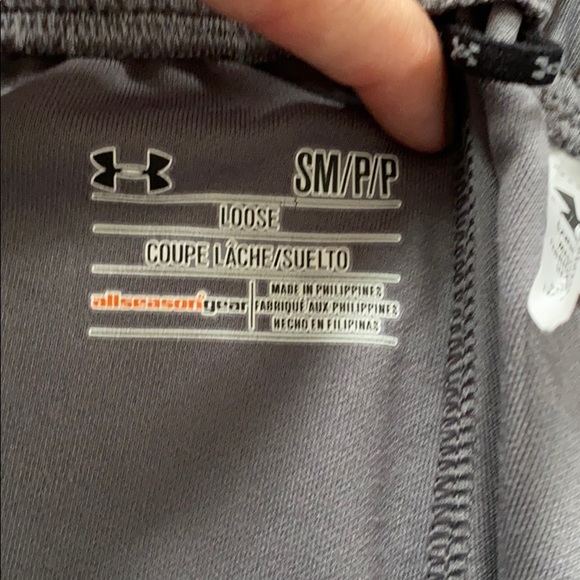 SM/P/P
LOOSE
COUPE LÂCHE/SUELTO
allseasongear
MADE IN PHILIPPINES
FABRIQUÉ AUX PHILIPPINES
HECHO EN FILIPINAS